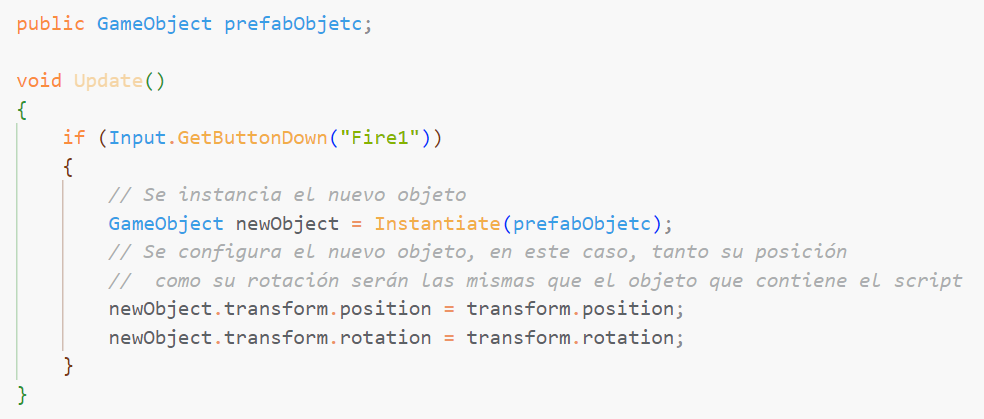 public GameObject prefabObjetc;
void Update()
{
if (Input.GetButtonDown("Fire1"))
{
// Se instancia el nuevo objeto
GameObject newObject = Instantiate(prefabObjetc);
// Se configura el nuevo objeto, en este caso, tanto su posición
//  como su rotación serán las mismas que el objeto que contiene el script
newObject.transform.position = transform.position;
newObject.transform.rotation = transform.rotation;
}
}